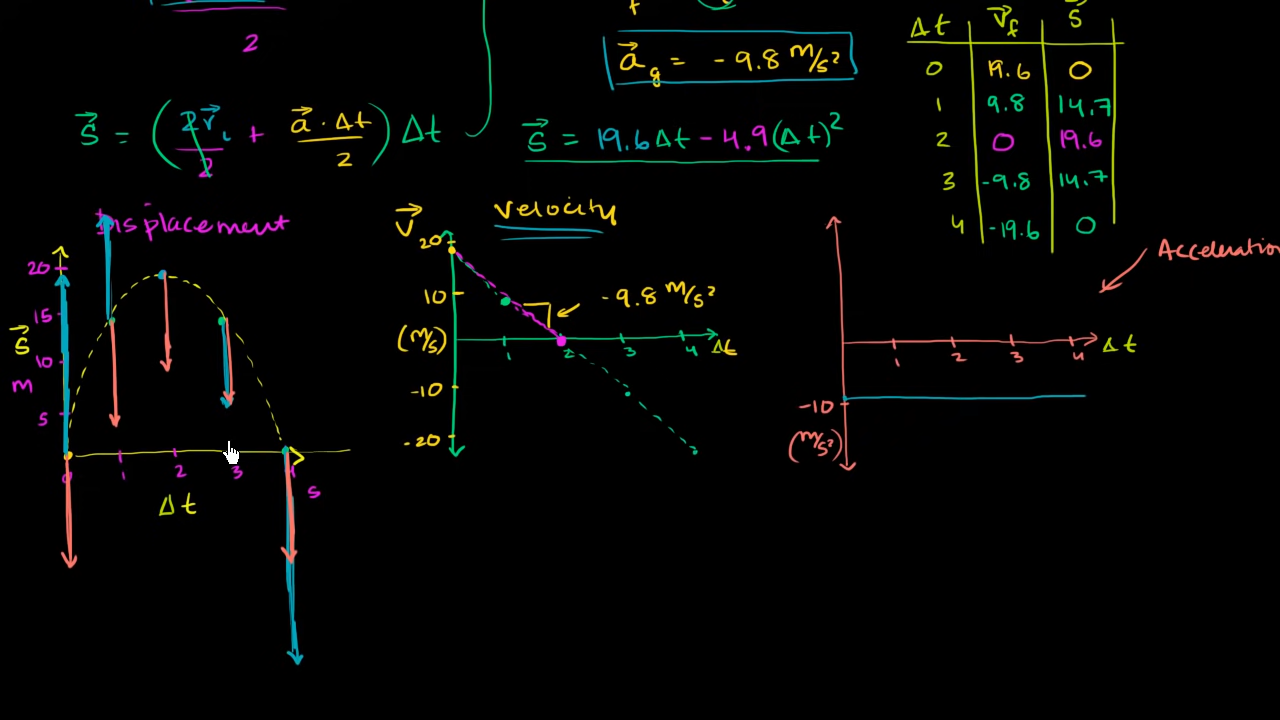 2
f
a⃗g = -9.8 m/s²
S⃗ = (2v⃗i/2 + a⃗·Δt/2) Δt
S⃗ = 19.6Δt - 4.9(Δt)²
Δt v⃗f S⃗
0 19.6 0
1 9.8 14.7
2 0 19.6
3 -9.8 14.7
4 -19.6 0
Displacement
20
15
S⃗
10
m
5
0 1 2 3 4
s
Δt
V⃗
Velocity
20
10
(m/s)
-10
-20
1 2 3 4 Δt
-9.8 m/s²
Acceleration
1 2 3 4 Δt
-10
(m/s²)